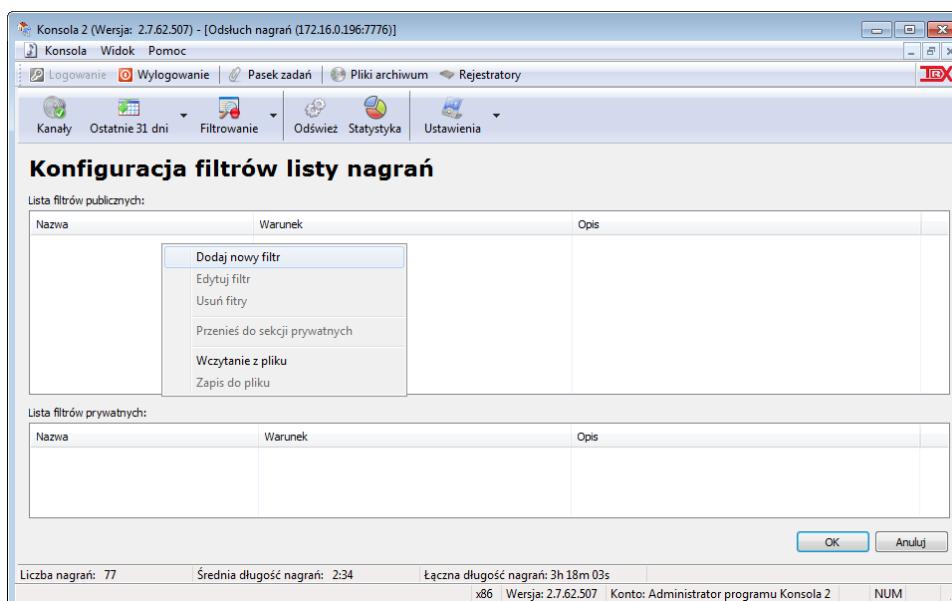 Konsola 2 (Wersja: 2.7.62.507) - [Odsłuch nagrań (172.16.0.196:7776)]
Konsola Widok Pomoc
Logowanie Wylogowanie Pasek zadań Pliki archiwum Rejestratory TRX
Kanały Ostatnie 31 dni Filtrowanie Odśwież Statystyka Ustawienia
Konfiguracja filtrów listy nagrań
Lista filtrów publicznych:
Nazwa Warunek Opis
Dodaj nowy filtr
Edytuj filtr
Usuń fitry
Przenieś do sekcji prywatnych
Wczytanie z pliku
Zapis do pliku
Lista filtrów prywatnych:
Nazwa Warunek Opis
OK Anuluj
Liczba nagrań: 77 Średnia długość nagrań: 2:34 Łączna długość nagrań: 3h 18m 03s
x86 Wersja: 2.7.62.507 Konto: Administrator programu Konsola 2 NUM